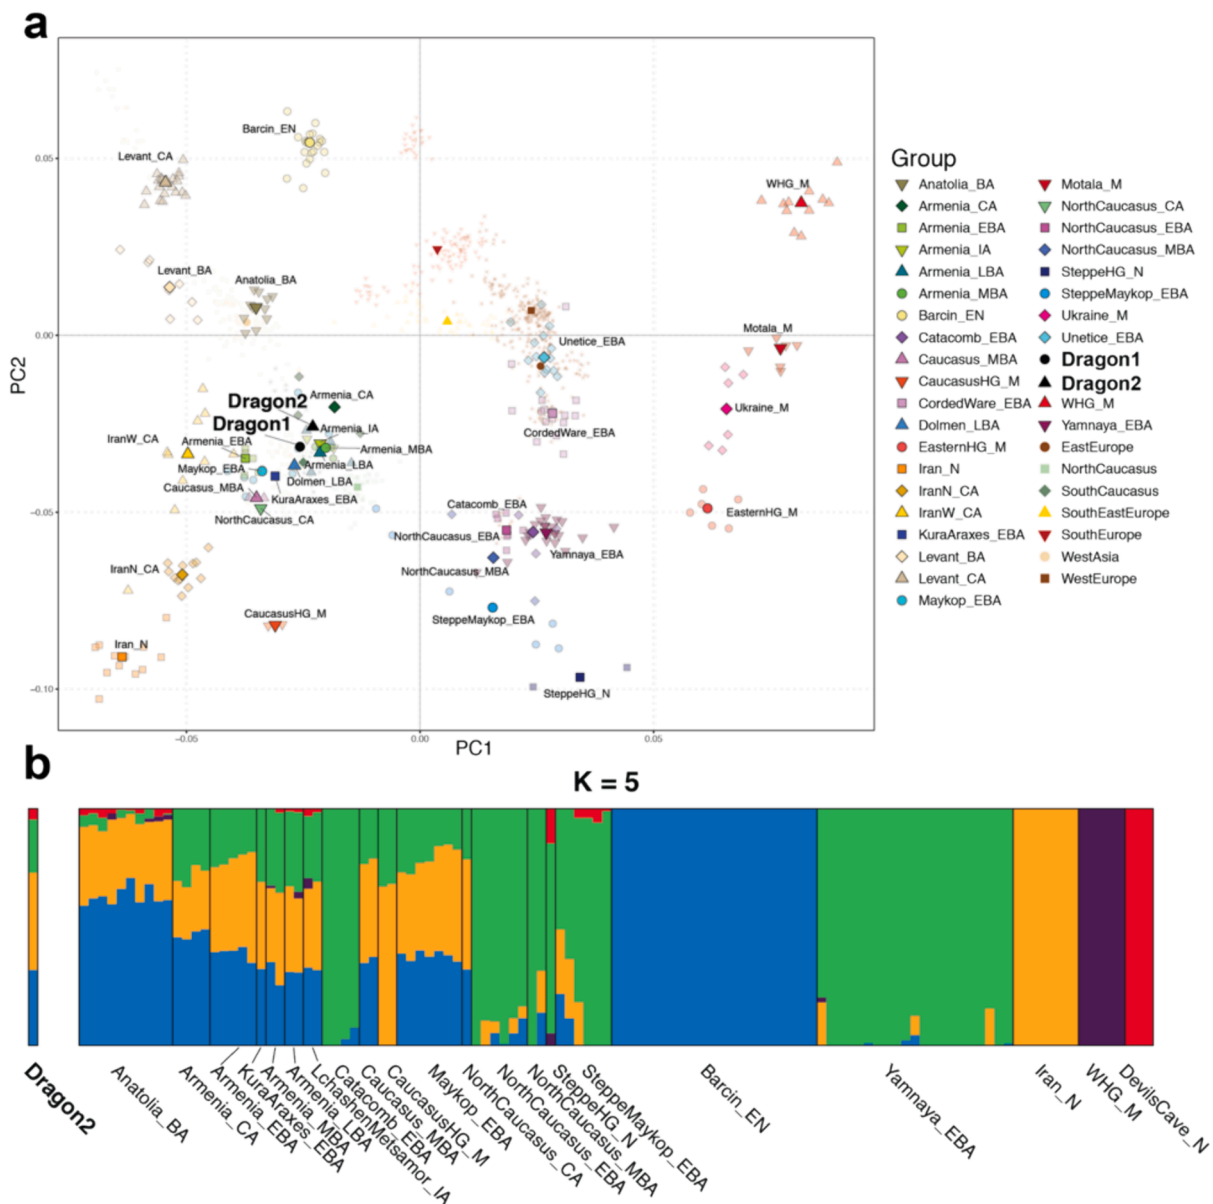 a
0.05
0.00
−0.05
−0.10
PC2
Barcin_EN
Levant_CA
WHG_M
Levant_BA
Anatolia_BA
Motala_M
Unetice_EBA
Dragon2
Armenia_CA
Ukraine_M
Dragon1
Armenia_IA
CordedWare_EBA
IranW_CA
Armenia_EBA
Armenia_MBA
Maykop_EBA
Armenia_LBA
Dolmen_LBA
Caucasus_MBA
KuraAraxes_EBA
Catacomb_EBA
EasternHG_M
NorthCaucasus_CA
NorthCaucasus_EBA
Yamnaya_EBA
IranN_CA
NorthCaucasus_MBA
CaucasusHG_M
SteppeMaykop_EBA
Iran_N
SteppeHG_N
−0.05
0.00
0.05
PC1
Group
Anatolia_BA
Armenia_CA
Armenia_EBA
Armenia_IA
Armenia_LBA
Armenia_MBA
Barcin_EN
Catacomb_EBA
Caucasus_MBA
CaucasusHG_M
CordedWare_EBA
Dolmen_LBA
EasternHG_M
Iran_N
IranN_CA
IranW_CA
KuraAraxes_EBA
Levant_BA
Levant_CA
Maykop_EBA
Motala_M
NorthCaucasus_CA
NorthCaucasus_EBA
NorthCaucasus_MBA
SteppeHG_N
SteppeMaykop_EBA
Ukraine_M
Unetice_EBA
Dragon1
Dragon2
WHG_M
Yamnaya_EBA
EastEurope
NorthCaucasus
SouthCaucasus
SouthEastEurope
SouthEurope
WestAsia
WestEurope
b
K = 5
Dragon2
Anatolia_BA
Armenia_CA
Armenia_EBA
KuraAraxes_EBA
Armenia_MBA
Armenia_LBA
LchashenMetsamor_IA
Catacomb_EBA
Caucasus_MBA
CaucasusHG_M
Maykop_EBA
NorthCaucasus_CA
NorthCaucasus_EBA
NorthCaucasus_MBA
SteppeHG_N
SteppeMaykop_EBA
Barcin_EN
Yamnaya_EBA
Iran_N
WHG_M
DevilsCave_N